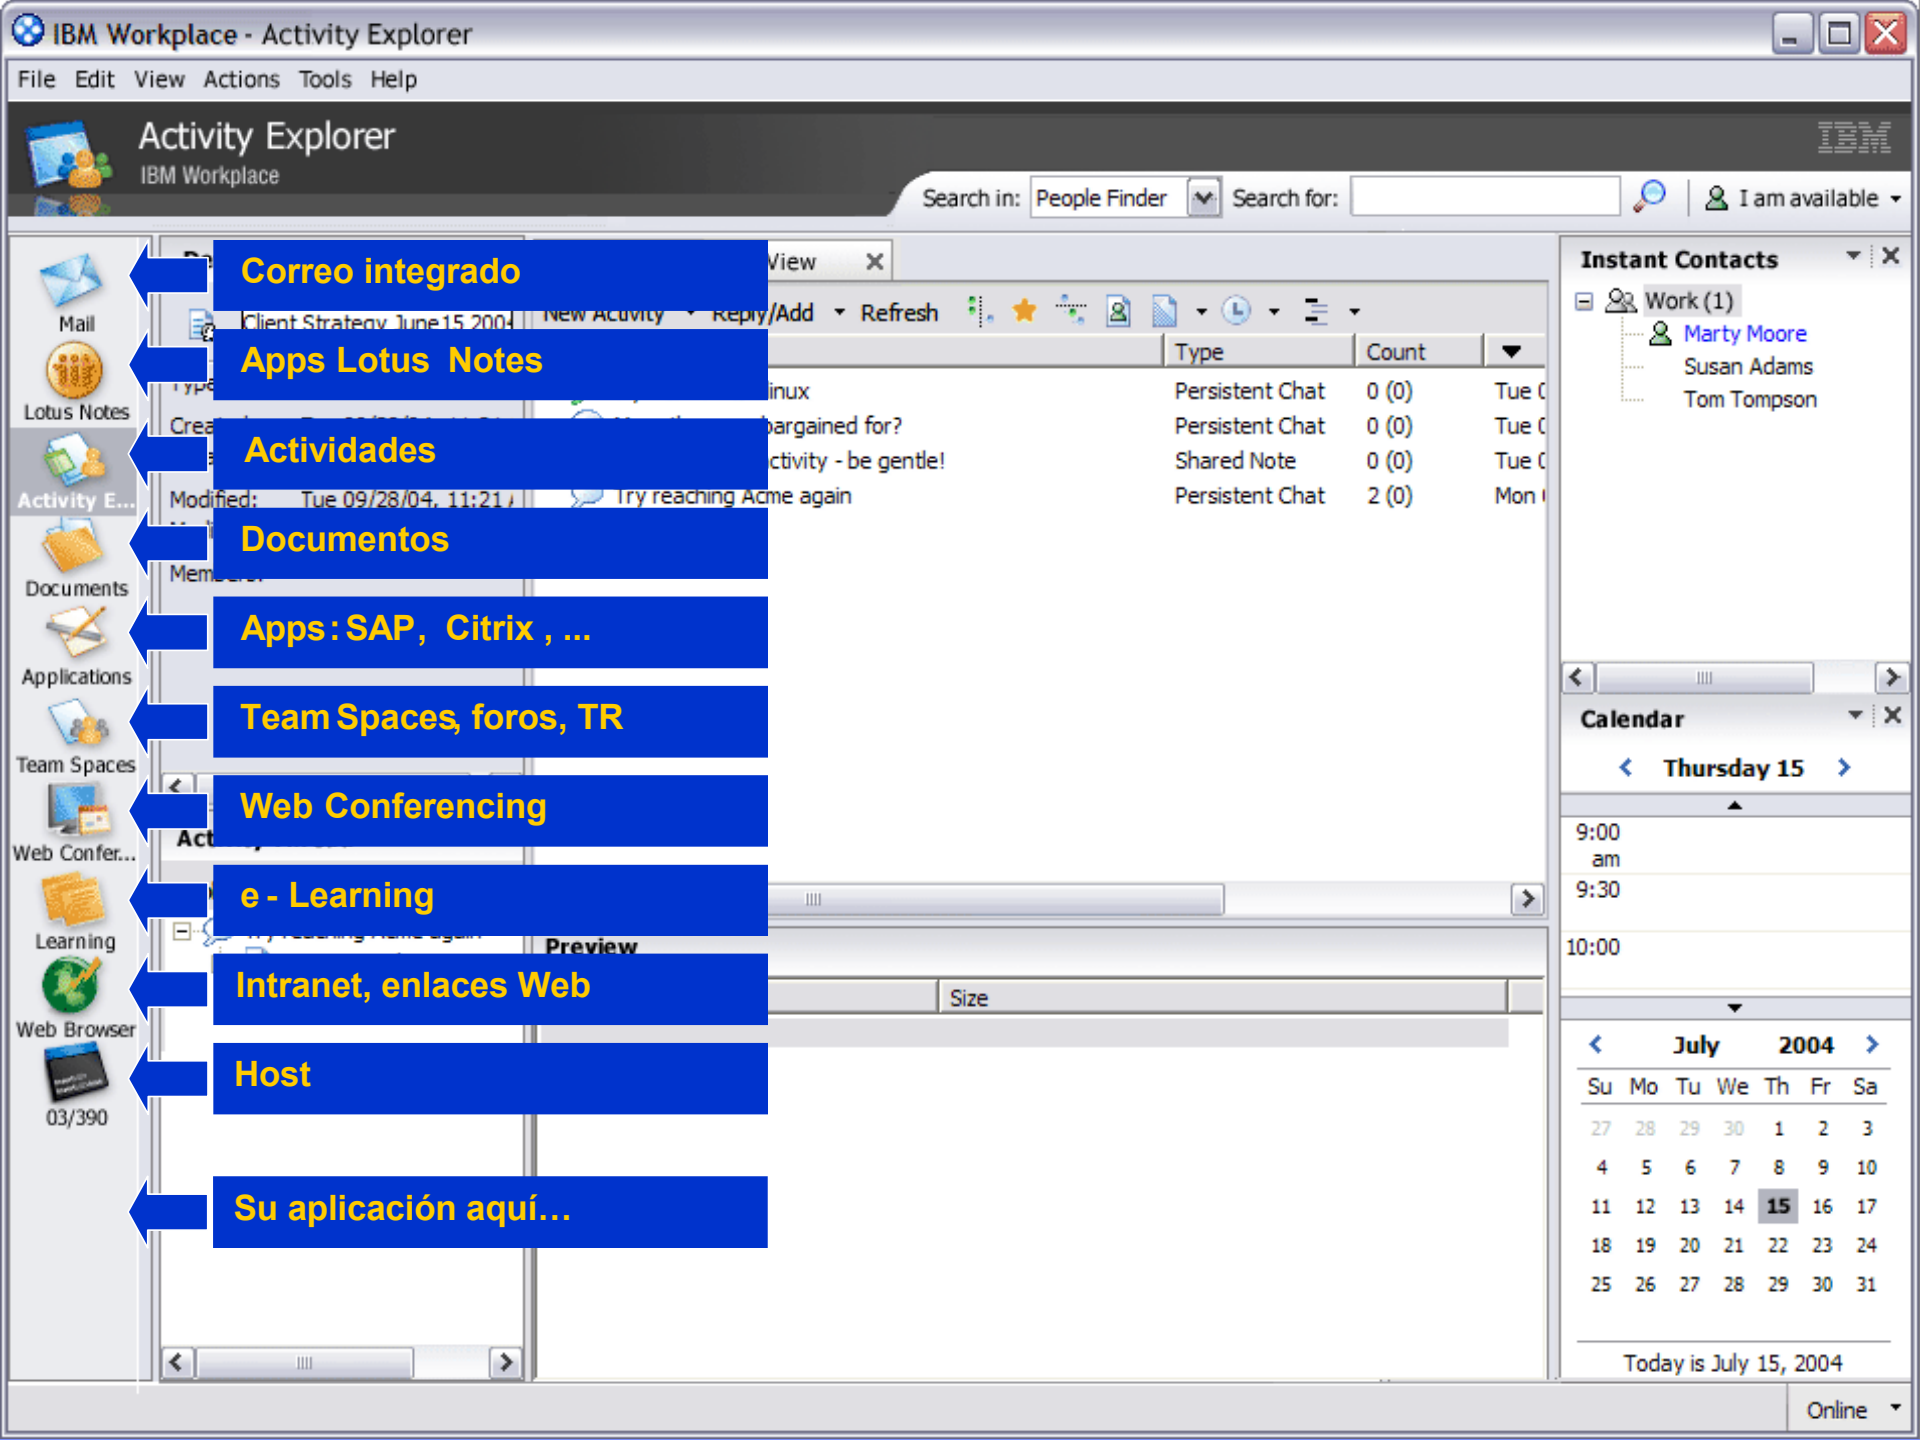 IBM Workplace - Activity Explorer
File Edit View Actions Tools Help
Activity Explorer
IBM Workplace
IBM
Search in: People Finder Search for:
I am available
Mail
Lotus Notes
Activity E...
Documents
Applications
Team Spaces
Web Confer...
Learning
Web Browser
03/390
Correo integrado
Apps Lotus Notes
Actividades
Documentos
Apps: SAP, Citrix , ...
Team Spaces, foros, TR
Web Conferencing
e - Learning
Intranet, enlaces Web
Host
Su aplicación aquí...
Client Strategy June 15 2004
Modified: Tue 09/28/04, 11:21
View
New Activity Reply/Add Refresh
Type Count
Persistent Chat 0 (0) Tue
bargained for? Persistent Chat 0 (0) Tue
- be gentle! Shared Note 0 (0) Tue
Try reaching Acme again Persistent Chat 2 (0) Mon
Preview
Size
Instant Contacts
Work (1)
Marty Moore
Susan Adams
Tom Tompson
Calendar
Thursday 15
9:00
am
9:30
10:00
July 2004
Su Mo Tu We Th Fr Sa
27 28 29 30 1 2 3
4 5 6 7 8 9 10
11 12 13 14 15 16 17
18 19 20 21 22 23 24
25 26 27 28 29 30 31
Today is July 15, 2004
Online